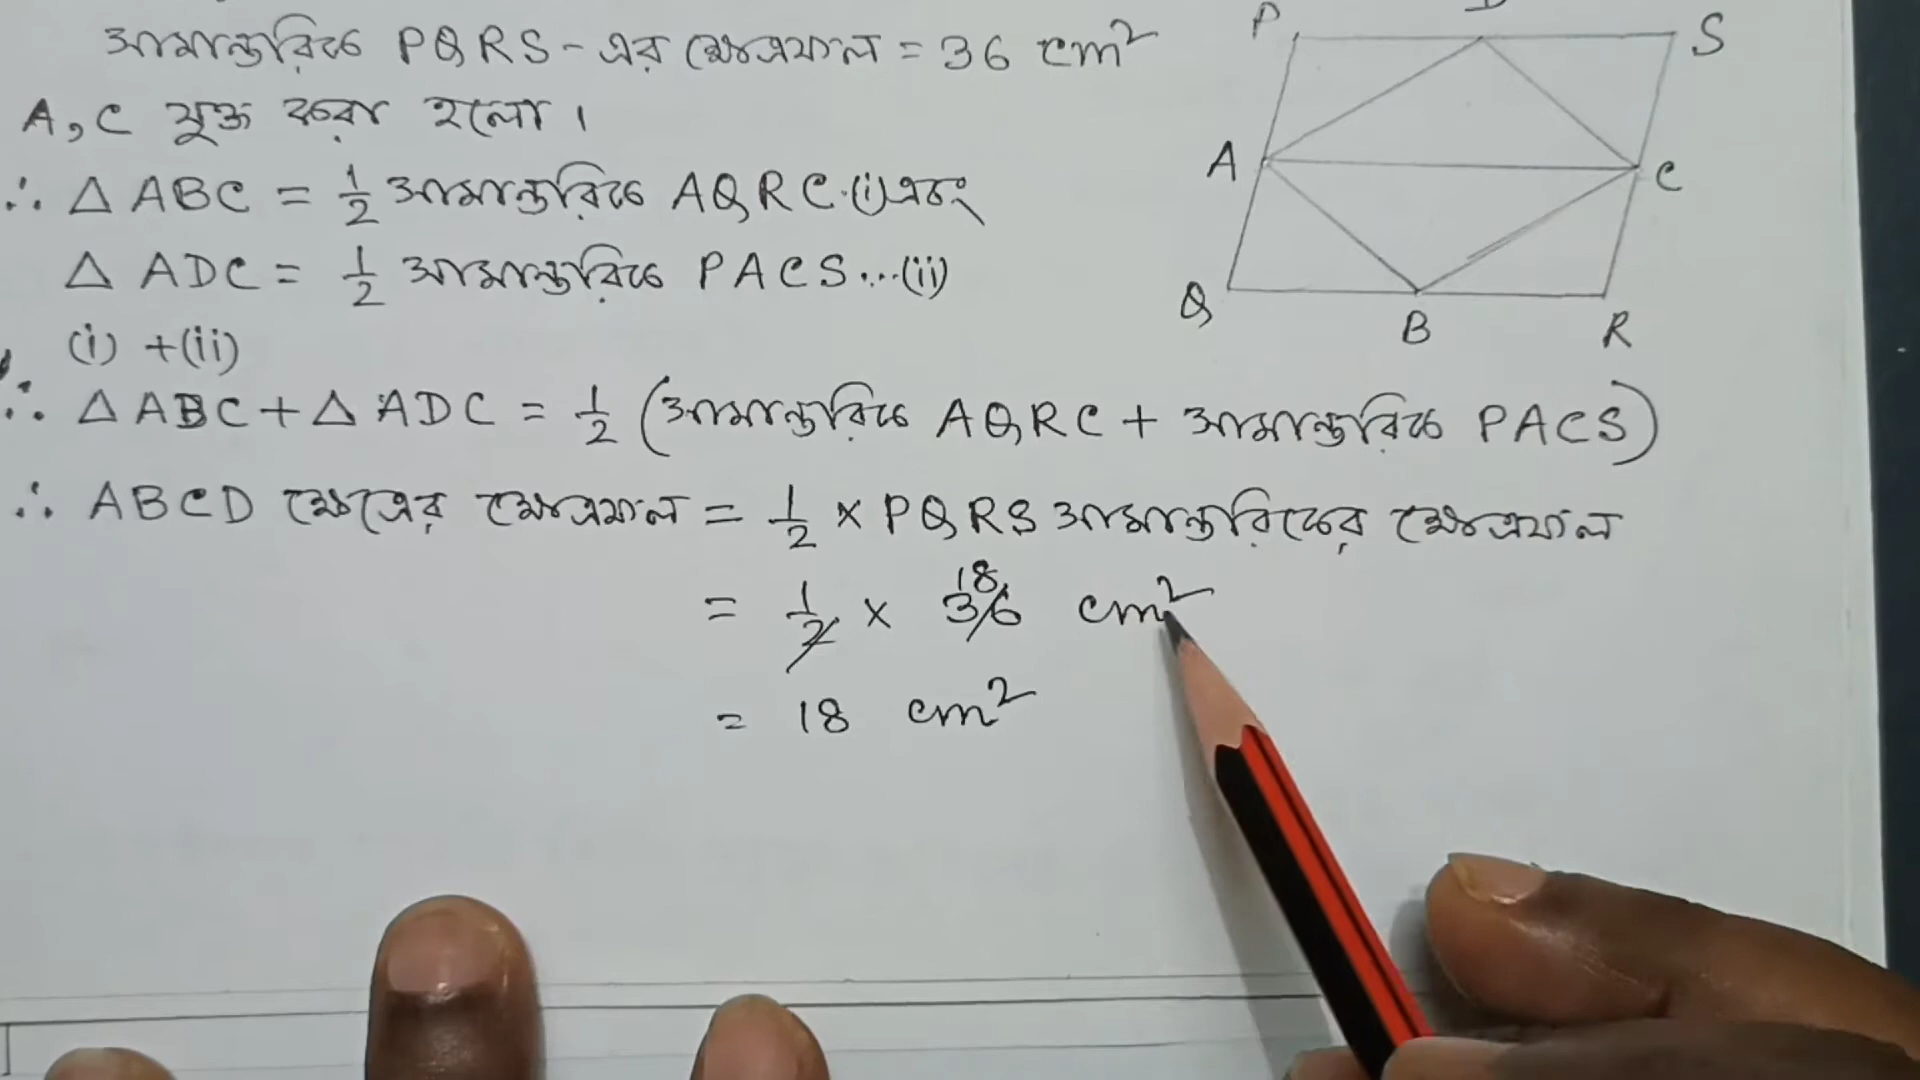 সামান্তরিক PQRS-এর ক্ষেত্রফল = 36 cm²
A,C যুক্ত করা হলো।
∴ △ ABC = 1/2 সামান্তরিক AQRC..(i)এবং
△ ADC = 1/2 সামান্তরিক PACS...(ii)
(i) +(ii)
∴ △ ABC + △ ADC = 1/2 (সামান্তরিক AQRC + সামান্তরিক PACS)
∴ ABCD ক্ষেত্রের ক্ষেত্রফল = 1/2 × PQRS সামান্তরিকের ক্ষেত্রফল
18
= 1/2 × 36 cm²
= 18 cm²
P D S
A C
Q B R